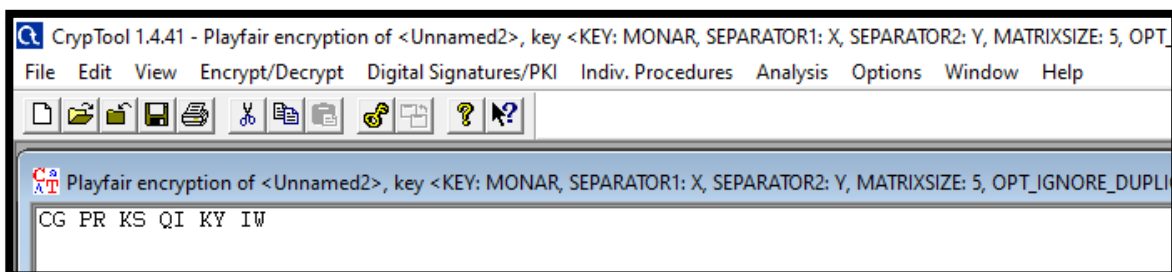 CrypTool 1.4.41 - Playfair encryption of <Unnamed2>, key <KEY: MONAR, SEPARATOR1: X, SEPARATOR2: Y, MATRIXSIZE: 5, OPT_
File Edit View Encrypt/Decrypt Digital Signatures/PKI Indiv. Procedures Analysis Options Window Help
Playfair encryption of <Unnamed2>, key <KEY: MONAR, SEPARATOR1: X, SEPARATOR2: Y, MATRIXSIZE: 5, OPT_IGNORE_DUPLI
CG PR KS QI KY IW